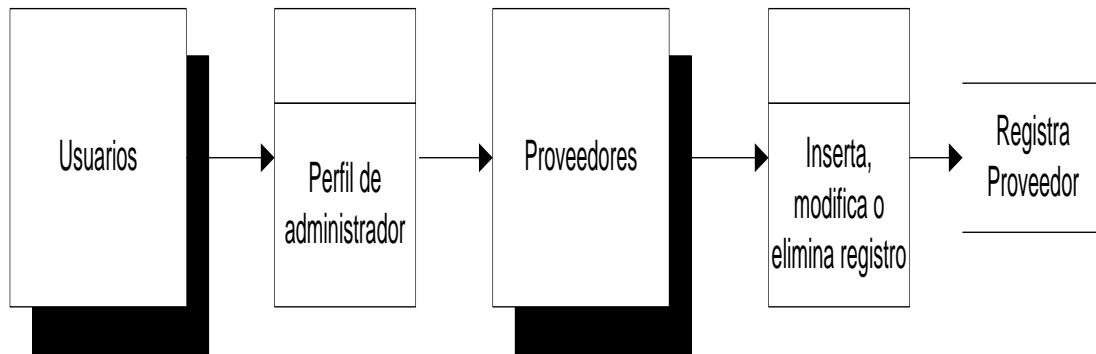 Usuarios
Perfil de
administrador
Proveedores
Inserta,
modifica o
elimina registro
Registra
Proveedor